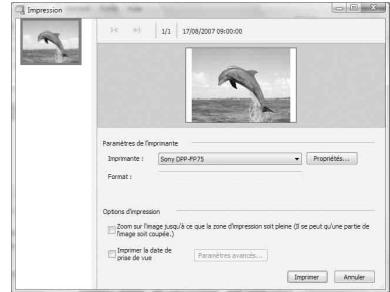 Impression
1/1 17/08/2007 09:00:00
Paramètres de l'imprimante
Imprimante : Sony DPP-FP75 Propriétés...
Format :
Options d'impression
Zoom sur l'image jusqu'à ce que la zone d'impression soit pleine (Il se peut qu'une partie de
l'image soit coupée.)
Imprimer la date de
prise de vue
Paramètres avancés...
Imprimer Annuler